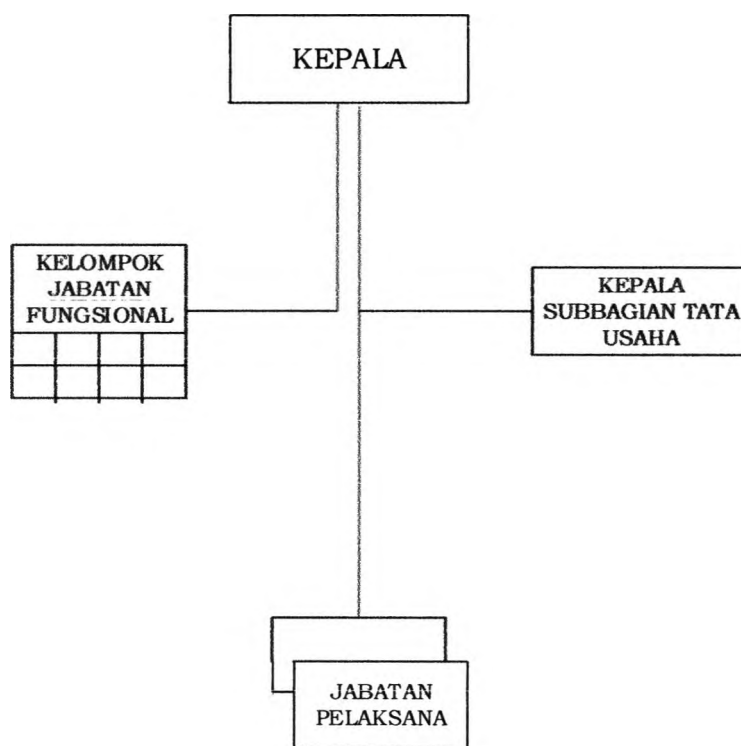 KEPALA
KELOMPOK
JABATAN
FUNGSIONAL
KEPALA
SUBBAGIAN TATA
USAHA
JABATAN
PELAKSANA